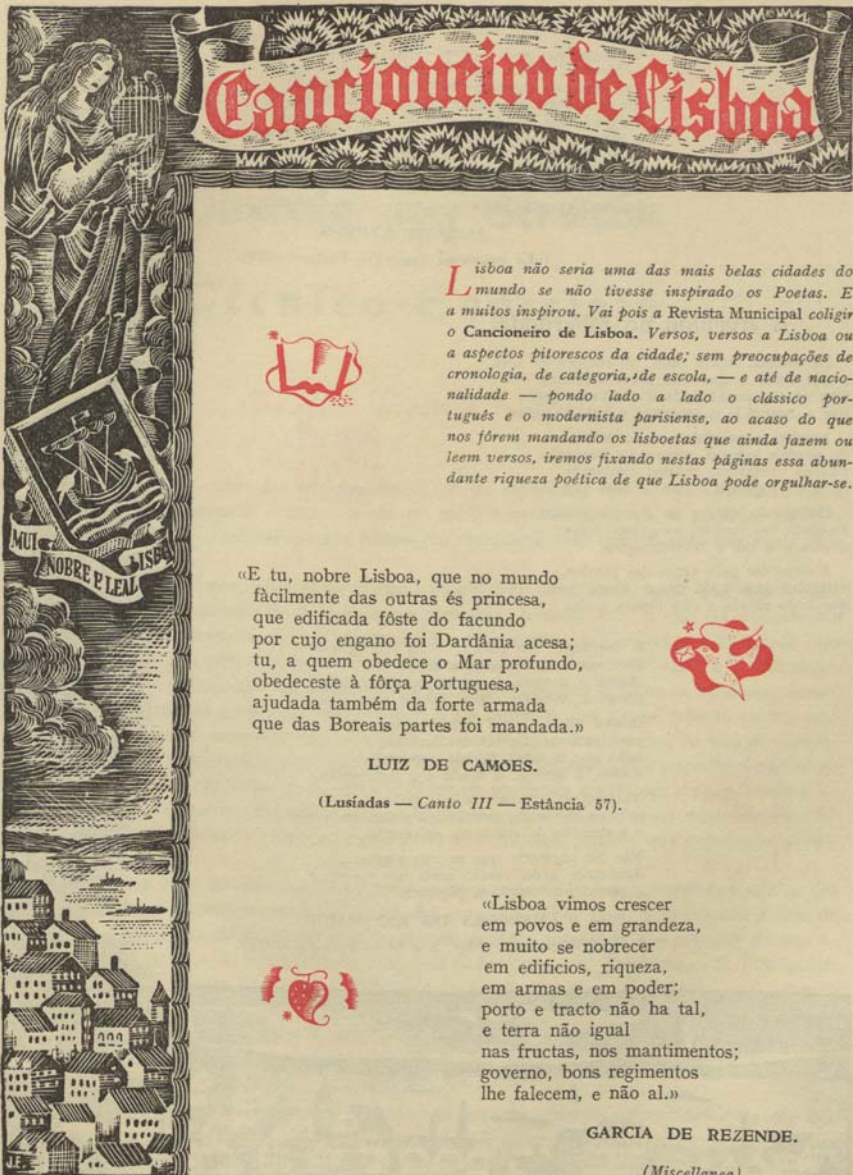 Cancioneiro de Lisboa
Lisboa não seria uma das mais belas cidades do
mundo se não tivesse inspirado os Poetas. E
a muitos inspirou. Vai pois a Revista Municipal coligir
o Cancioneiro de Lisboa. Versos, versos a Lisboa ou
a aspectos pitorescos da cidade; sem preocupações de
cronologia, de categoria, de escola, — e até de nacio-
nalidade — pondo lado a lado o clássico por-
tuguês e o modernista parisiense, ao acaso do que
nos fôrem mandando os lisboetas que ainda fazem ou
leem versos, iremos fixando nestas páginas essa abun-
dante riqueza poética de que Lisboa pode orgulhar-se.
MUI
NOBRE E LEAL
LISBOA
«E tu, nobre Lisboa, que no mundo
fàcilmente das outras és princesa,
que edificada fôste do facundo
por cujo engano foi Dardânia acesa;
tu, a quem obedece o Mar profundo,
obedeceste à fôrça Portuguesa,
ajudada também da forte armada
que das Boreais partes foi mandada.»
LUIZ DE CAMÕES.
(Lusíadas — Canto III — Estância 57).
«Lisboa vimos crescer
em povos e em grandeza,
e muito se nobrecer
em edificios, riqueza,
em armas e em poder;
porto e tracto não ha tal,
e terra não igual
nas fructas, nos mantimentos;
governo, bons regimentos
lhe falecem, e não al.»
GARCIA DE REZENDE.
(Miscellanea)